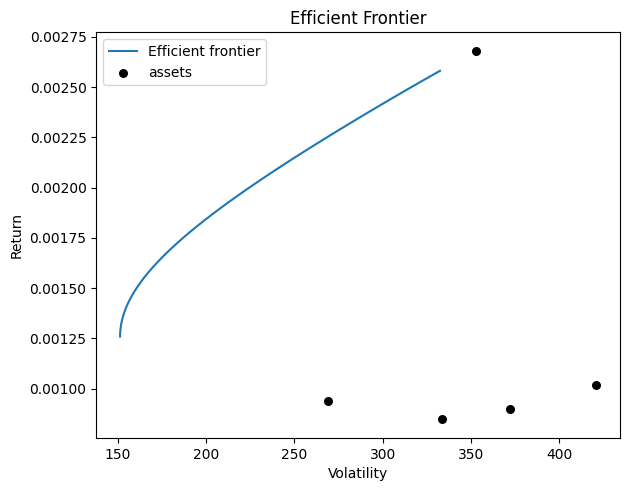 Efficient Frontier
Efficient frontier
assets
0.00275
0.00250
0.00225
0.00200
0.00175
0.00150
0.00125
0.00100
Return
150 200 250 300 350 400
Volatility